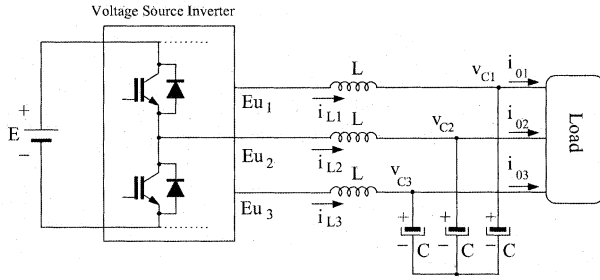 Voltage Source Inverter
E
+
−
Eu1
Eu2
Eu3
L
L
L
iL1
iL2
iL3
vC1
vC2
vC3
i01
i02
i03
Load
+ + +
− C − C − C